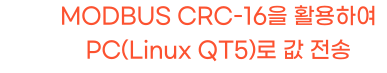 MODBUS CRC-16을 활용하여
PC(Linux QT5)로 값 전송